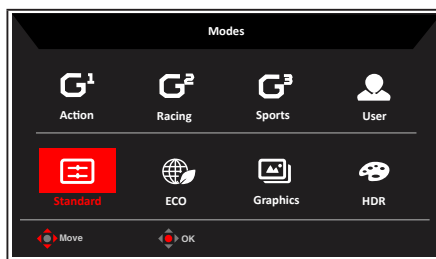 Modes
G¹ G² G³
Action Racing Sports User
Standard ECO Graphics HDR
Move OK